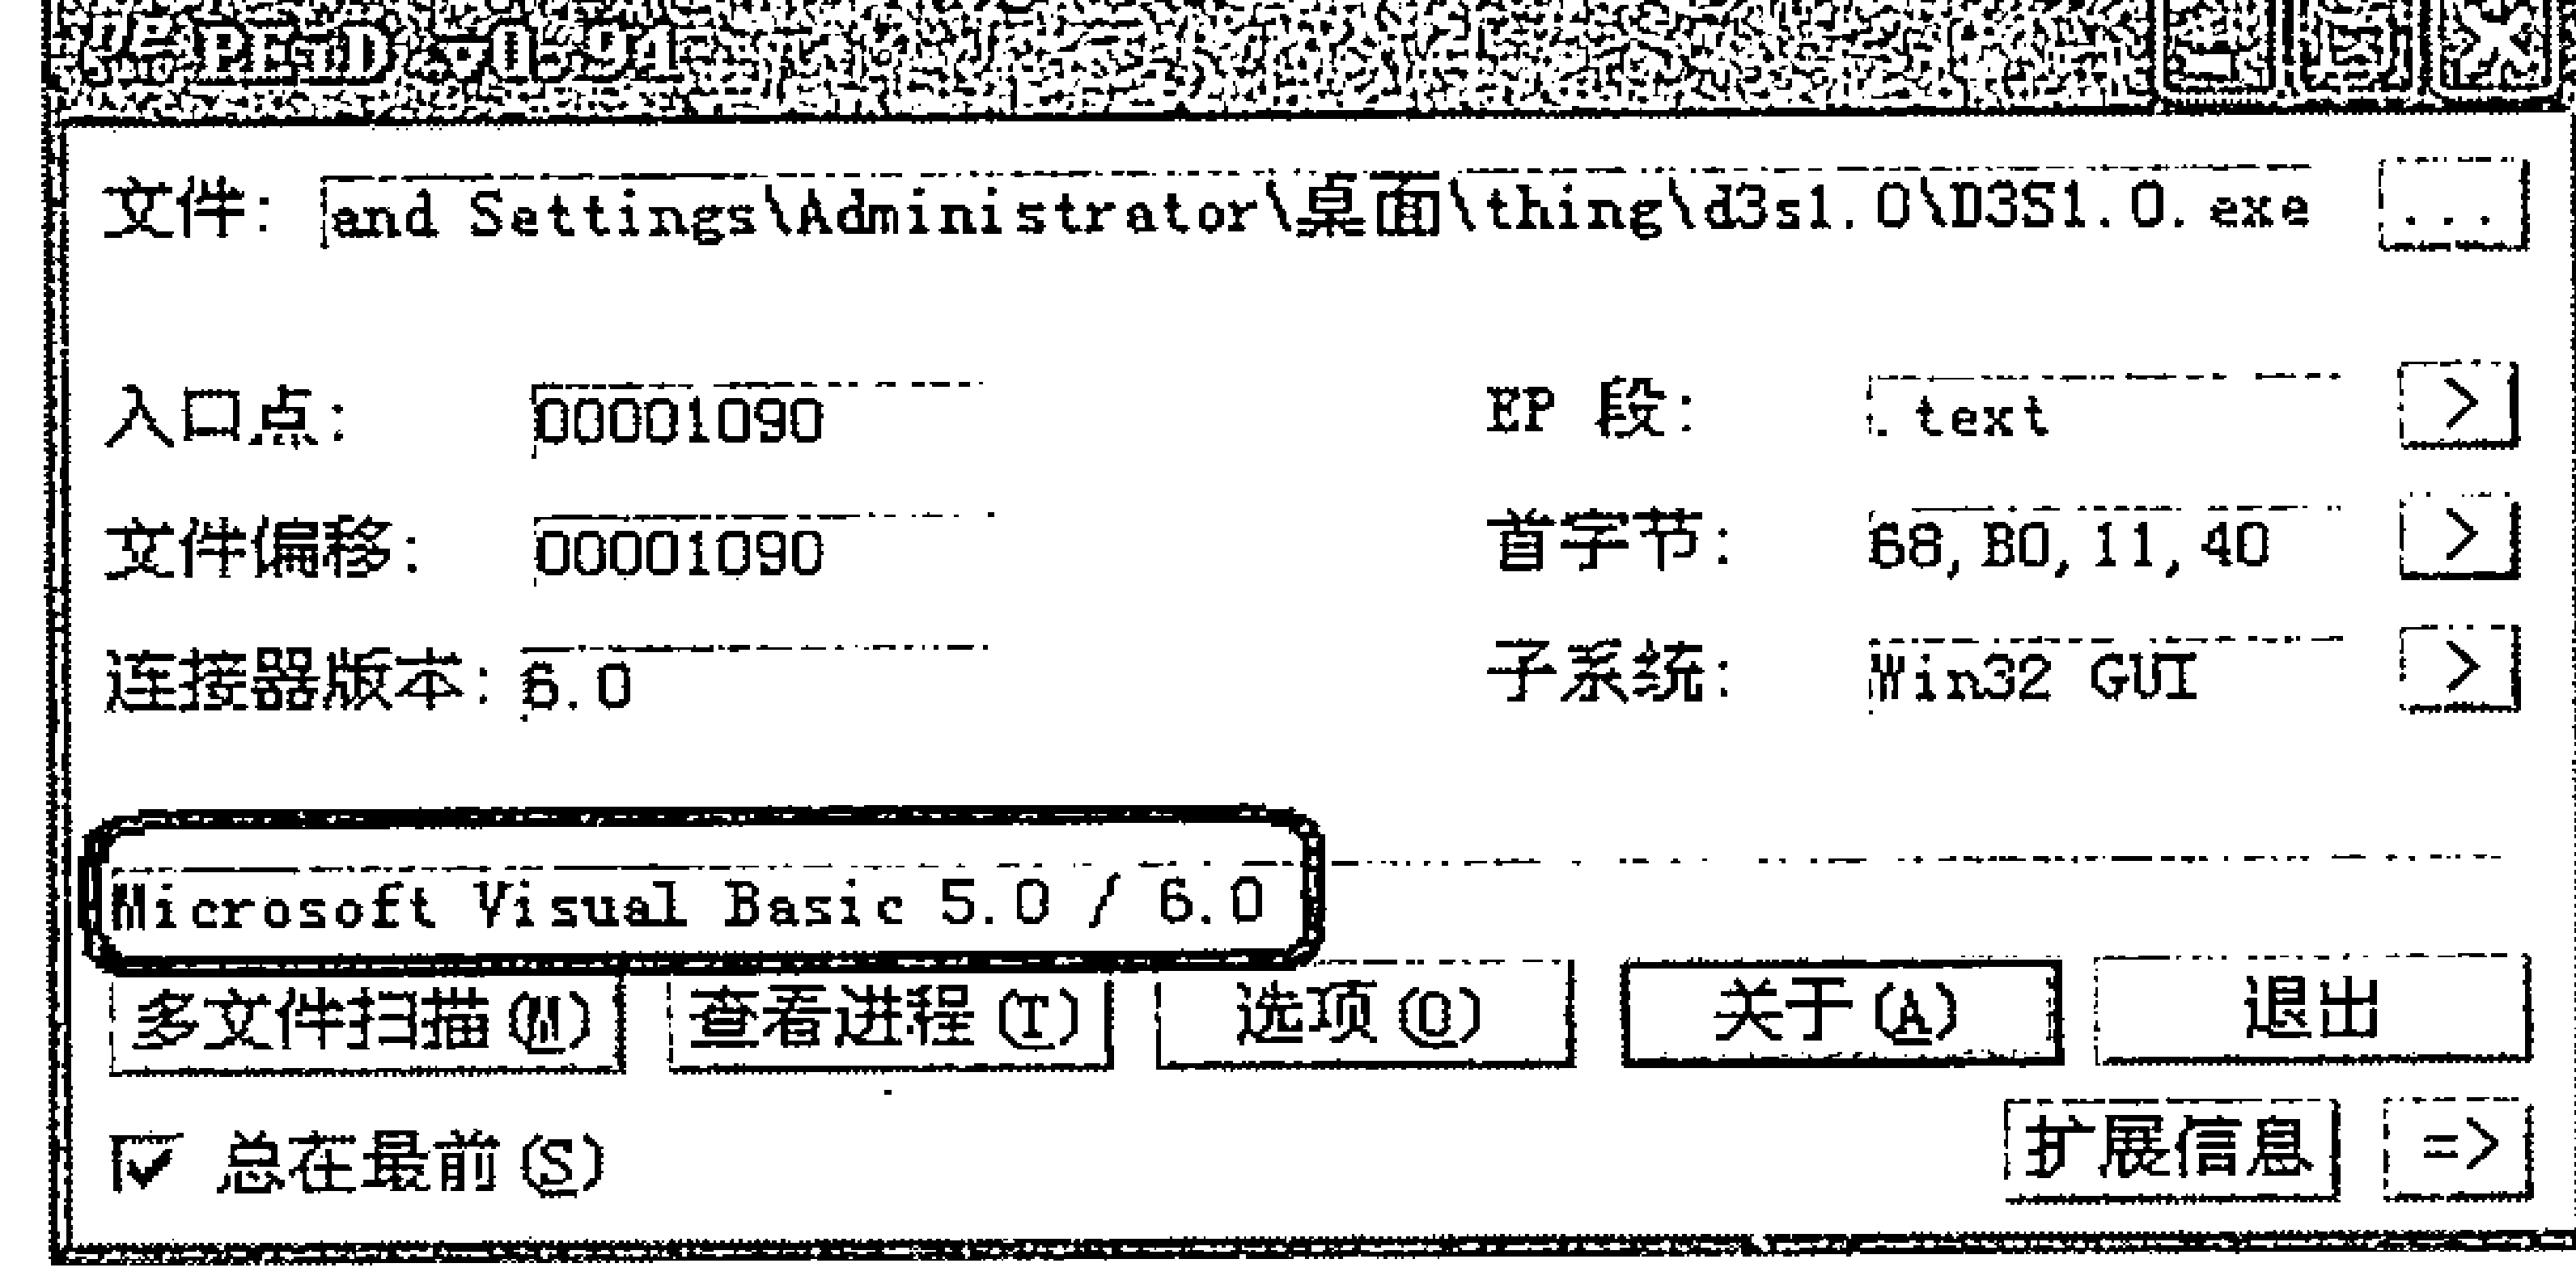 PEiD v0.94
文件: and Settings\Administrator\桌面\thing\d3s1.0\D3S1.0.exe ...
入口点: 00001090 EP 段: .text >
文件偏移: 00001090 首字节: 68,B0,11,40 >
连接器版本: 6.0 子系统: Win32 GUI >
Microsoft Visual Basic 5.0 / 6.0
多文件扫描(M) 查看进程(T) 选项(O) 关于(A) 退出
总在最前(S) 扩展信息 =>